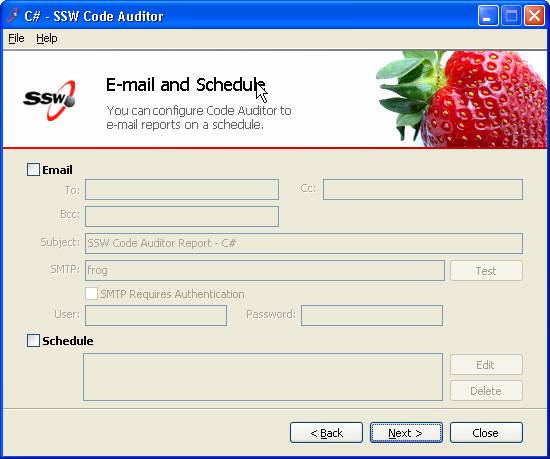 C# - SSW Code Auditor
File Help
SSW
E-mail and Schedule
You can configure Code Auditor to
e-mail reports on a schedule.
Email
To: Cc:
Bcc:
Subject: SSW Code Auditor Report - C#
SMTP: frog Test
SMTP Requires Authentication
User: Password:
Schedule
Edit
Delete
< Back Next > Close